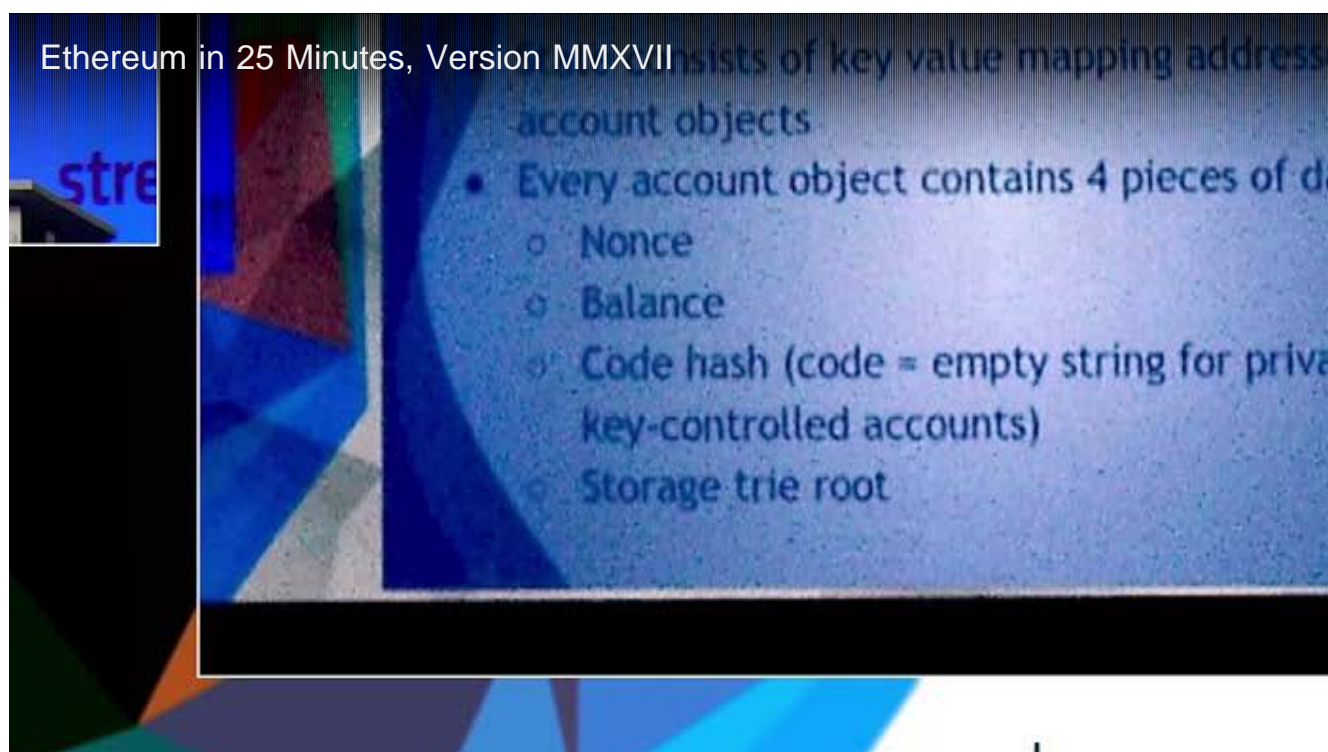 Ethereum in 25 Minutes, Version MMXVII
of key value mapping
account objects
• Every account object contains 4 pieces of
○ Nonce
○ Balance
○ Code hash (code = empty string for
key-controlled accounts)
○ Storage trie root